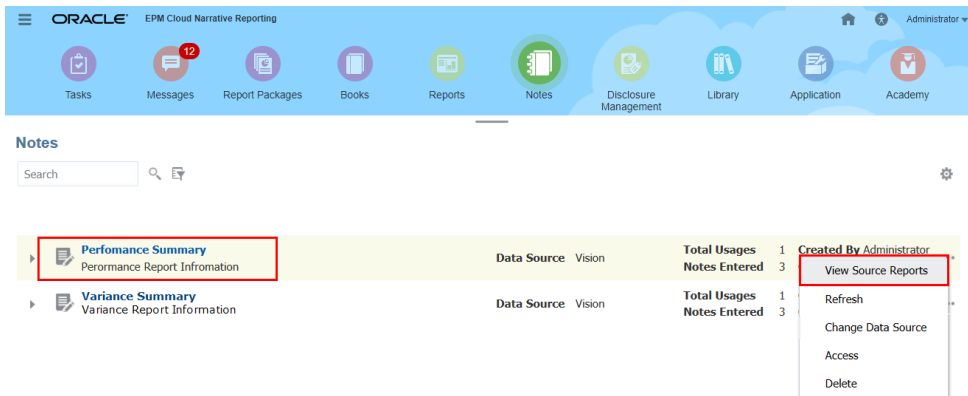 ORACLE EPM Cloud Narrative Reporting Administrator
12
Tasks Messages Report Packages Books Reports Notes Disclosure Management Library Application Academy
Notes
Search
Perfomance Summary
Perormance Report Infromation
Data Source Vision
Total Usages 1 Created By Administrator
Notes Entered 3
View Source Reports
Variance Summary
Variance Report Information
Data Source Vision
Total Usages 1
Notes Entered 3
Refresh
Change Data Source
Access
Delete